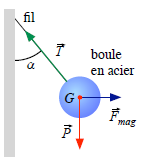 fil
T⃗
boule
α
en acier
G
F⃗mag
P⃗